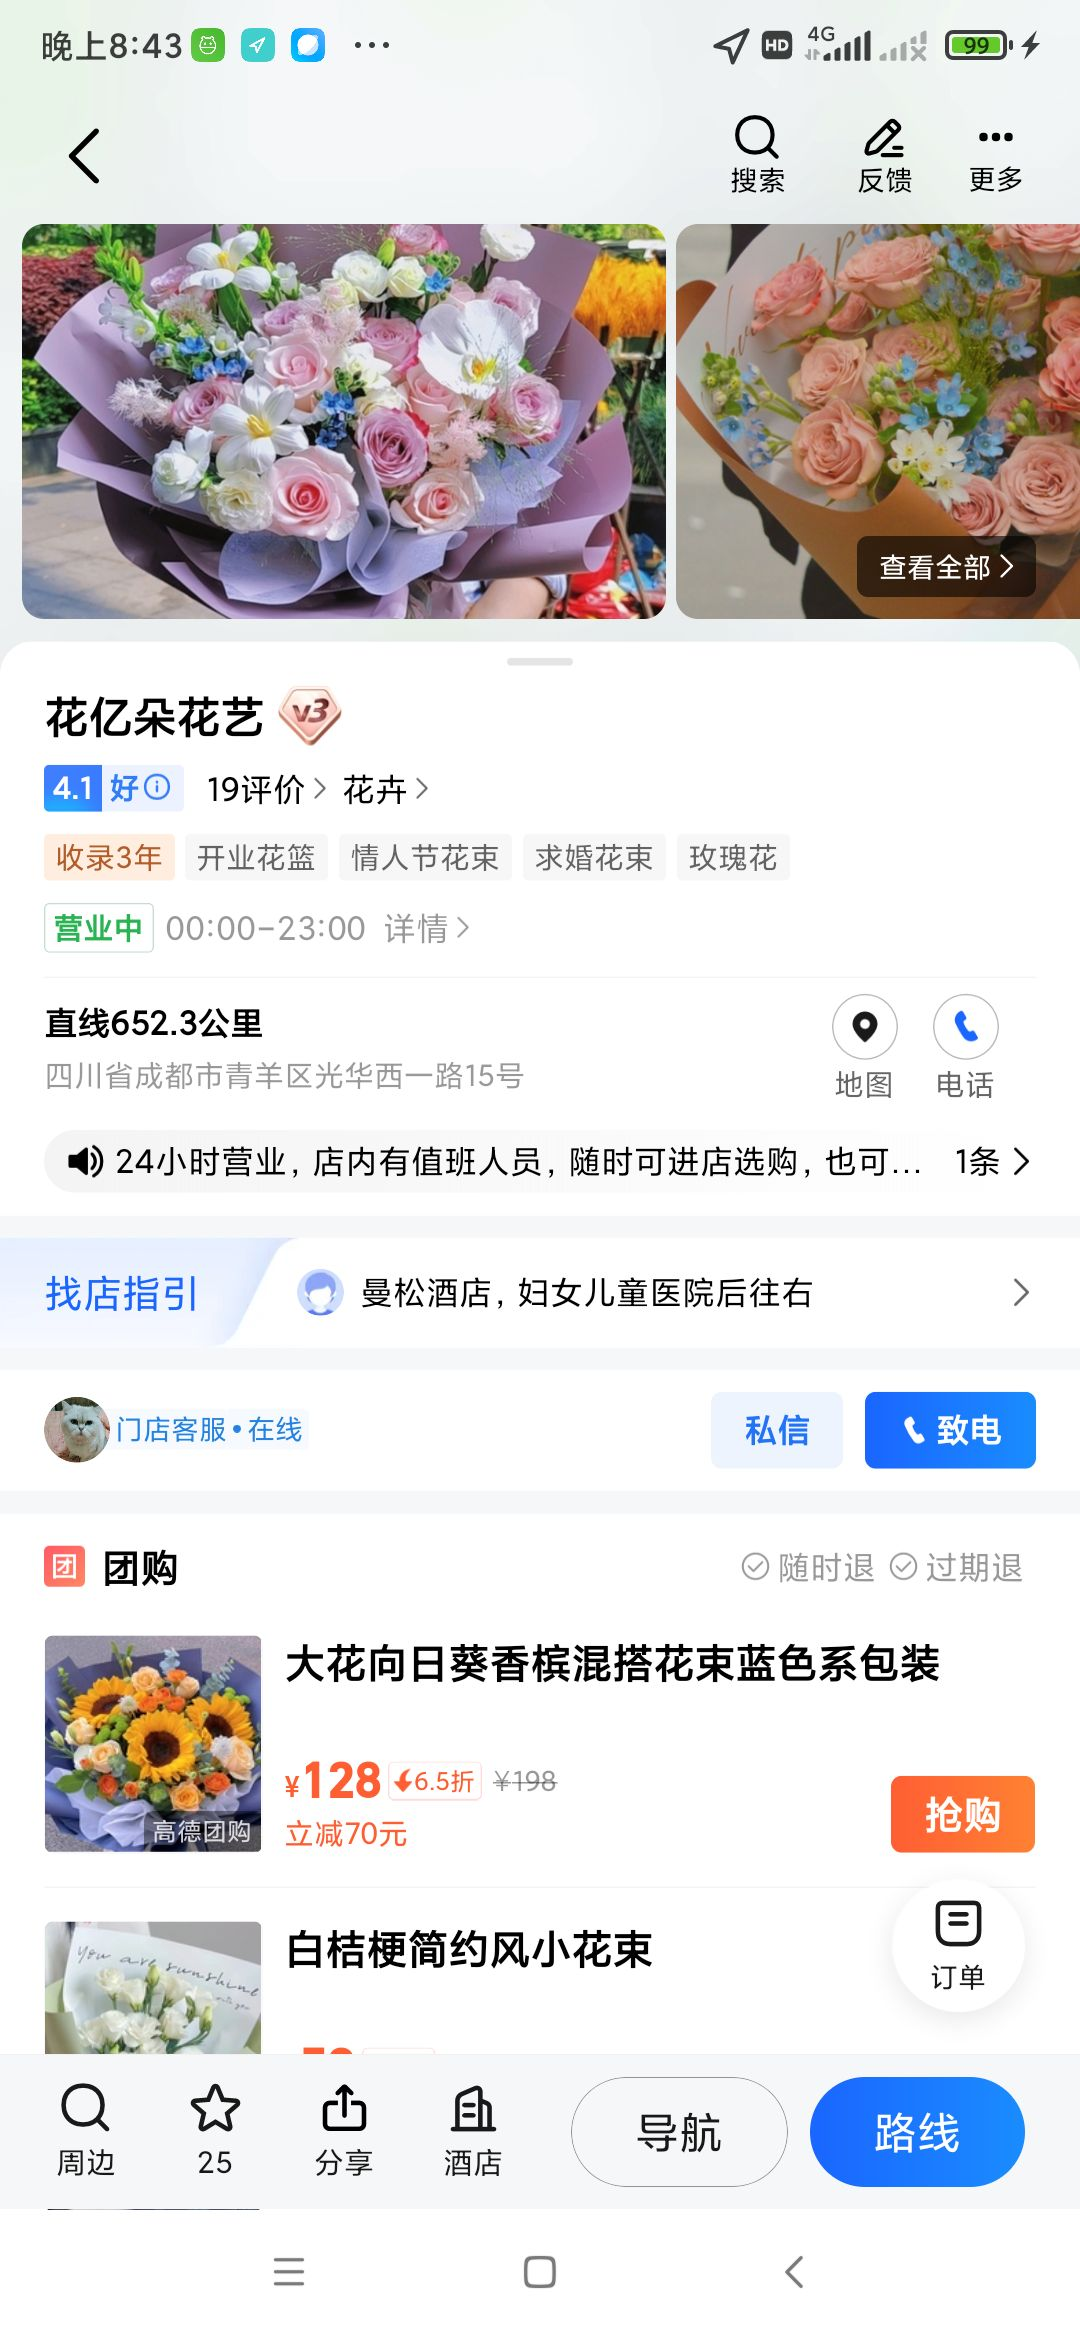 晚上8:43
HD 4G 99
搜索 反馈 更多
查看全部
花亿朵花艺 v3
4.1 好 19评价 花卉
收录3年 开业花篮 情人节花束 求婚花束 玫瑰花
营业中 00:00-23:00 详情
直线652.3公里
四川省成都市青羊区光华西一路15号
地图 电话
24小时营业，店内有值班人员，随时可进店选购，也可... 1条
找店指引 曼松酒店，妇女儿童医院后往右
门店客服•在线 私信 致电
团 团购 随时退 过期退
大花向日葵香槟混搭花束蓝色系包装
¥128 6.5折 ¥198
立减70元
抢购
高德团购
白桔梗简约风小花束
You are sunshine
订单
周边 25 分享 酒店 导航 路线